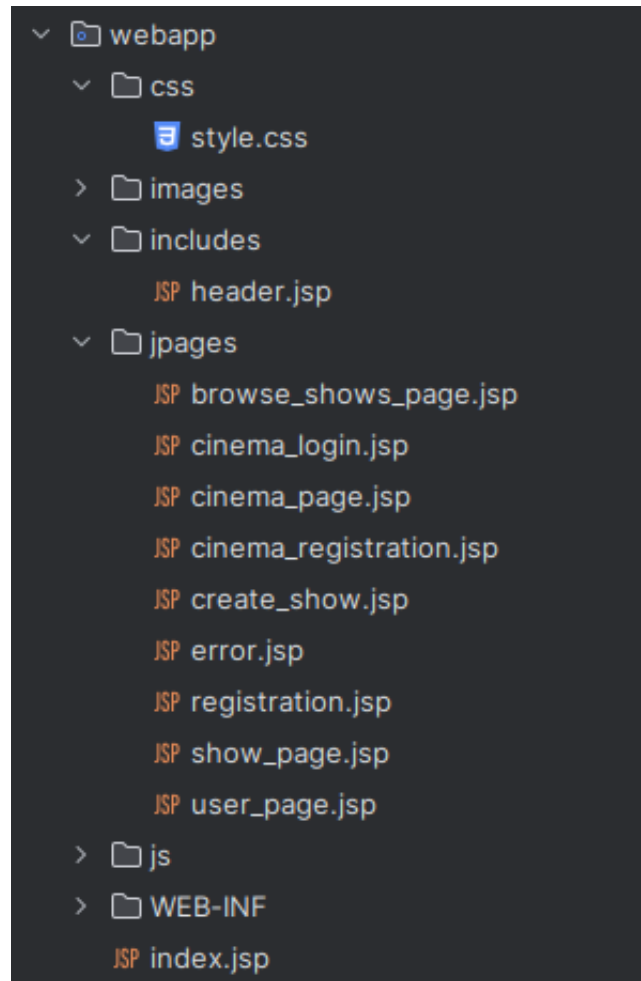 webapp
css
style.css
images
includes
JSP header.jsp
jpages
JSP browse_shows_page.jsp
JSP cinema_login.jsp
JSP cinema_page.jsp
JSP cinema_registration.jsp
JSP create_show.jsp
JSP error.jsp
JSP registration.jsp
JSP show_page.jsp
JSP user_page.jsp
js
WEB-INF
JSP index.jsp